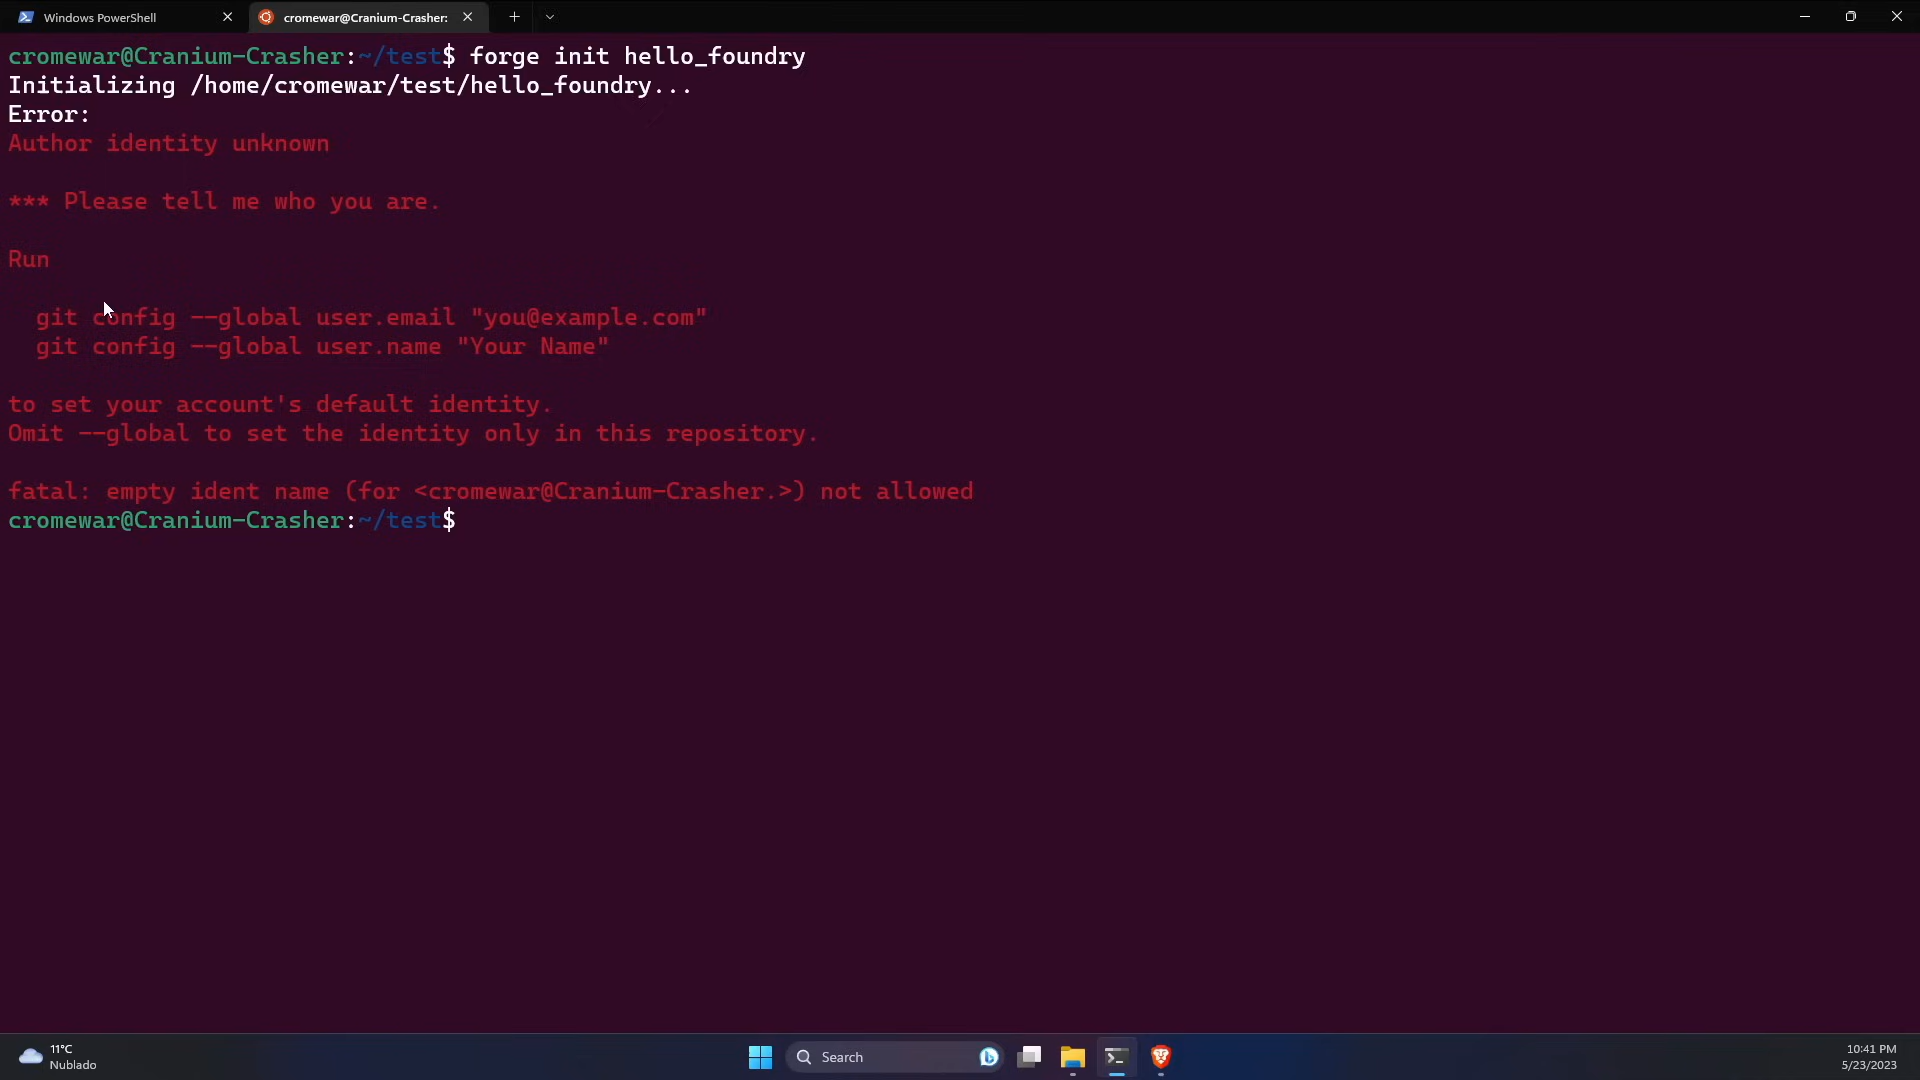 Windows PowerShell
cromewar@Cranium-Crasher:
cromewar@Cranium-Crasher:~/test$ forge init hello_foundry
Initializing /home/cromewar/test/hello_foundry...
Error:
Author identity unknown
*** Please tell me who you are.
Run
git config --global user.email "you@example.com"
git config --global user.name "Your Name"
to set your account's default identity.
Omit --global to set the identity only in this repository.
fatal: empty ident name (for <cromewar@Cranium-Crasher.>) not allowed
cromewar@Cranium-Crasher:~/test$
11°C
Nublado
Search
10:41 PM
5/23/2023